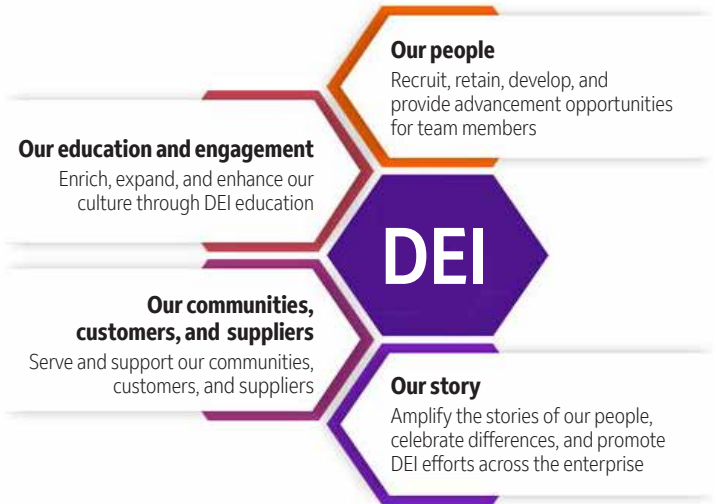 Our people
Recruit, retain, develop, and
provide advancement opportunities
for team members
Our education and engagement
Enrich, expand, and enhance our
culture through DEI education
DEI
Our communities,
customers, and suppliers
Serve and support our communities,
customers, and suppliers
Our story
Amplify the stories of our people,
celebrate differences, and promote
DEI efforts across the enterprise